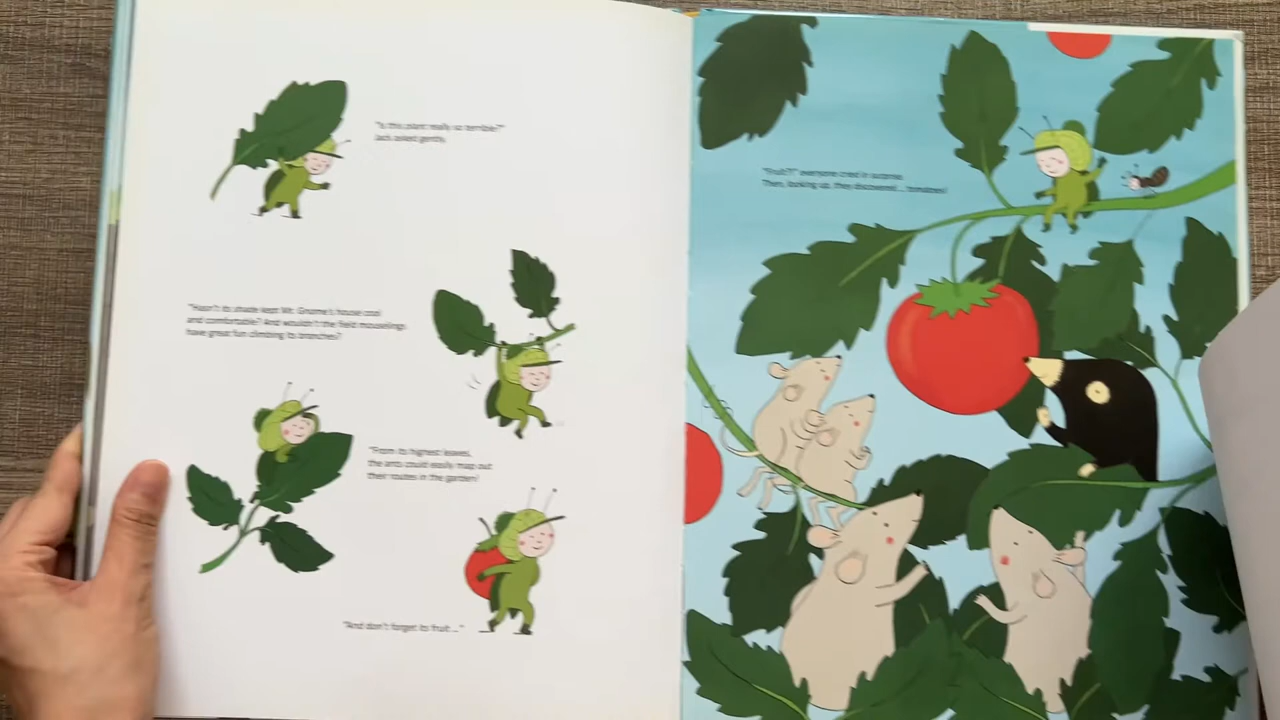 "Is this plant really so terrible?"
Jack asked gently.
"Hasn't its shade kept Mr. Gnome's house cool
and comfortable? And wouldn't the field mouselings
have great fun climbing its branches?
"From its highest leaves,
the ants could easily map out
their routes in the garden!
"And don't forget its fruit..."
"Fruit?!" everyone cried in surprise.
Then, looking up, they discovered... tomatoes!